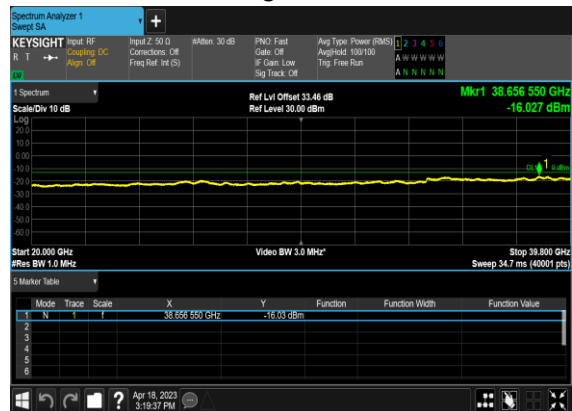 Spectrum Analyzer 1
Swept SA
KEYSIGHT Input: RF Input Z: 50 Ω #Atten: 30 dB PNO: Fast Avg Type: Power (RMS) 1 2 3 4 5 6
R T Coupling: DC Corrections: Off Gate: Off Avg|Hold: 100/100 A W W W W W
Align: Off Freq Ref: Int (S) IF Gain: Low Trig: Free Run
LW Sig Track: Off A N N N N N
1 Spectrum Ref Lvl Offset 33.46 dB Mkr1 38.656 550 GHz
Scale/Div 10 dB Ref Level 30.00 dBm -16.027 dBm
Log
20.0
10.0
0.00
-10.0
1
-20.0
-30.0
-40.0
-50.0
-60.0
Start 20.000 GHz Video BW 3.0 MHz* Stop 39.800 GHz
#Res BW 1.0 MHz Sweep 34.7 ms (40001 pts)
5 Marker Table
Mode Trace Scale X Y Function Function Width Function Value
1 N 1 f 38.656 550 GHz -16.03 dBm
2
3
4
5
6
? Apr 18, 2023
3:19:37 PM